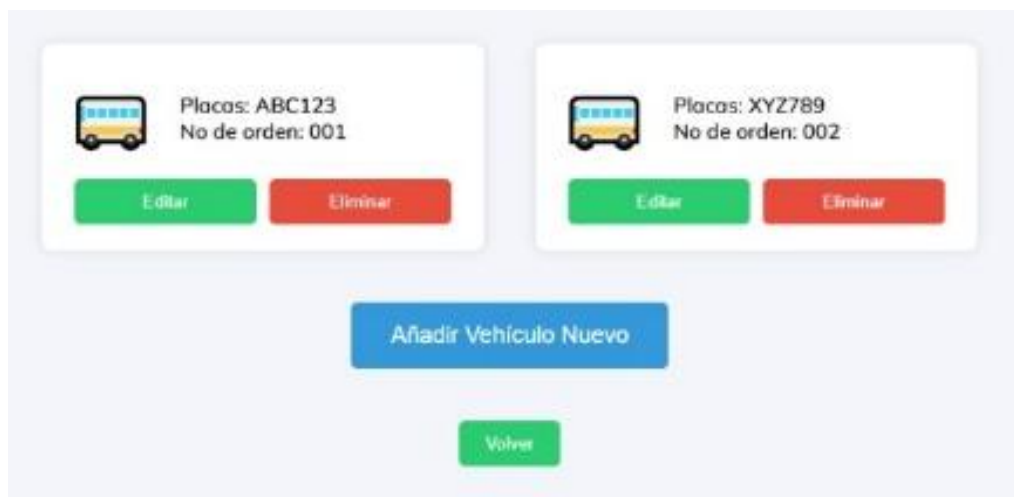 Placas: ABC123
No de orden: 001
Editar
Eliminar
Placas: XYZ789
No de orden: 002
Editar
Eliminar
Añadir Vehículo Nuevo
Volver